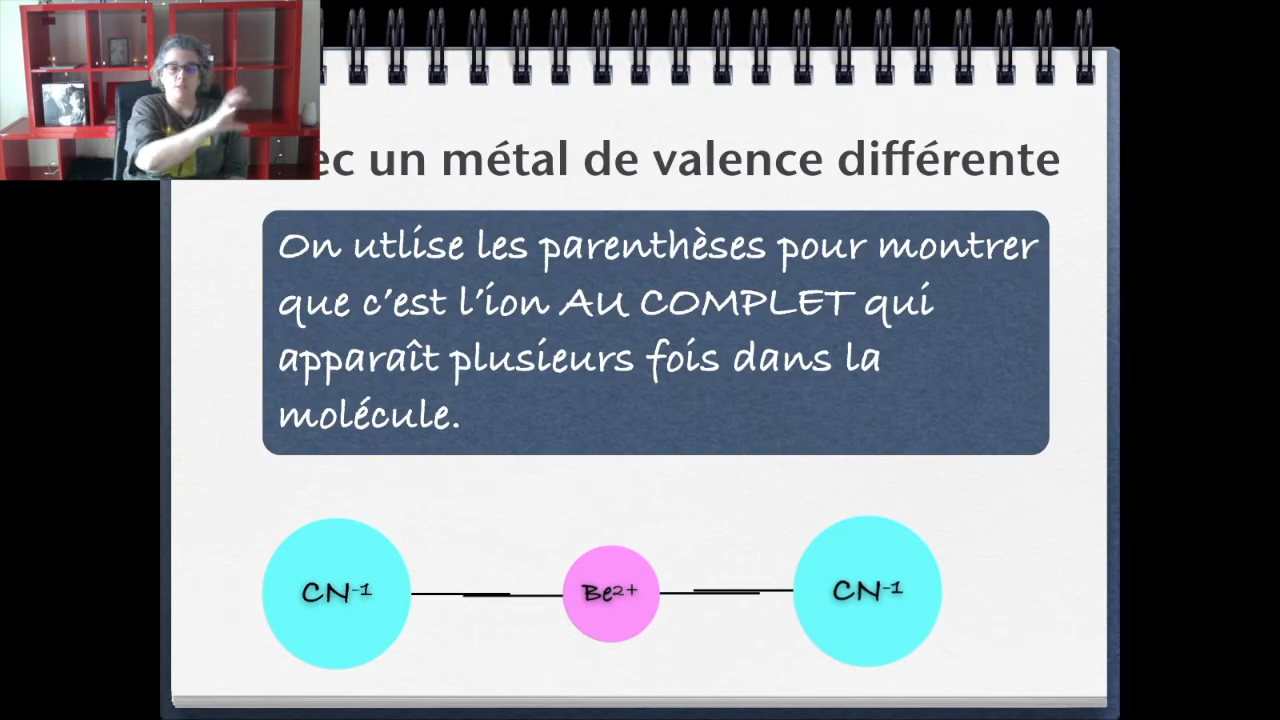 ec un métal de valence différente
On utlise les parenthèses pour montrer
que c'est l'ion AU COMPLET qui
apparaît plusieurs fois dans la
molécule.
CN-1 Be2+ CN-1